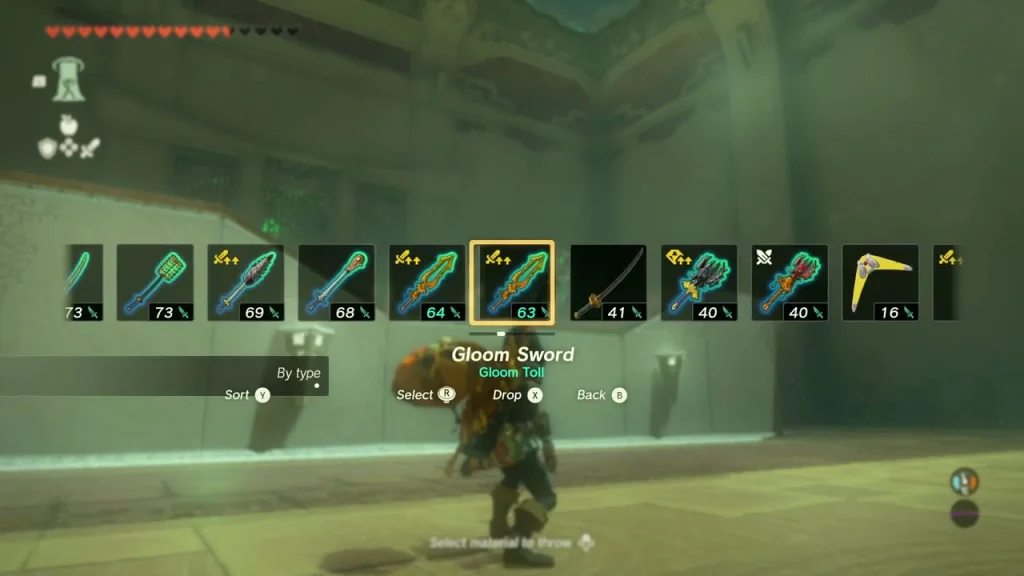 73
73
69
68
64
63
41
40
40
16
Gloom Sword
Gloom Toll
By type
Sort Y
Select R
Drop X
Back B
Select material to throw